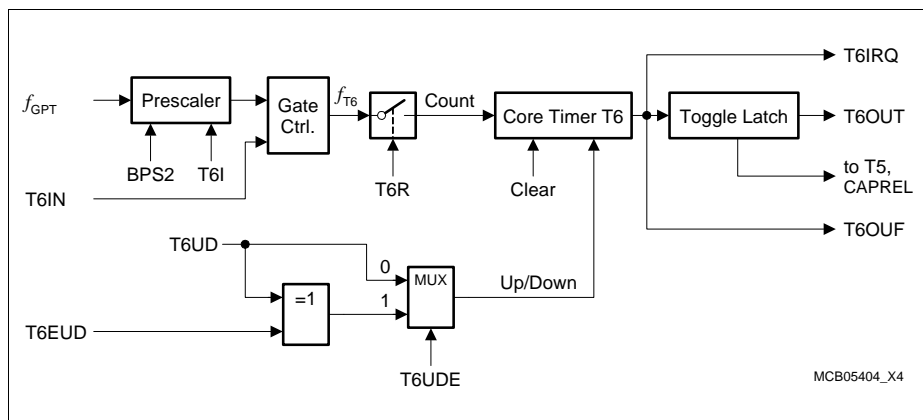 T6IRQ
fGPT
Prescaler
Gate
Ctrl.
fT6
Count
Core Timer T6
Toggle Latch
T6OUT
BPS2
T6I
T6IN
T6R
Clear
to T5,
CAPREL
T6UD
T6OUF
0
MUX
=1
1
Up/Down
T6EUD
T6UDE
MCB05404_X4